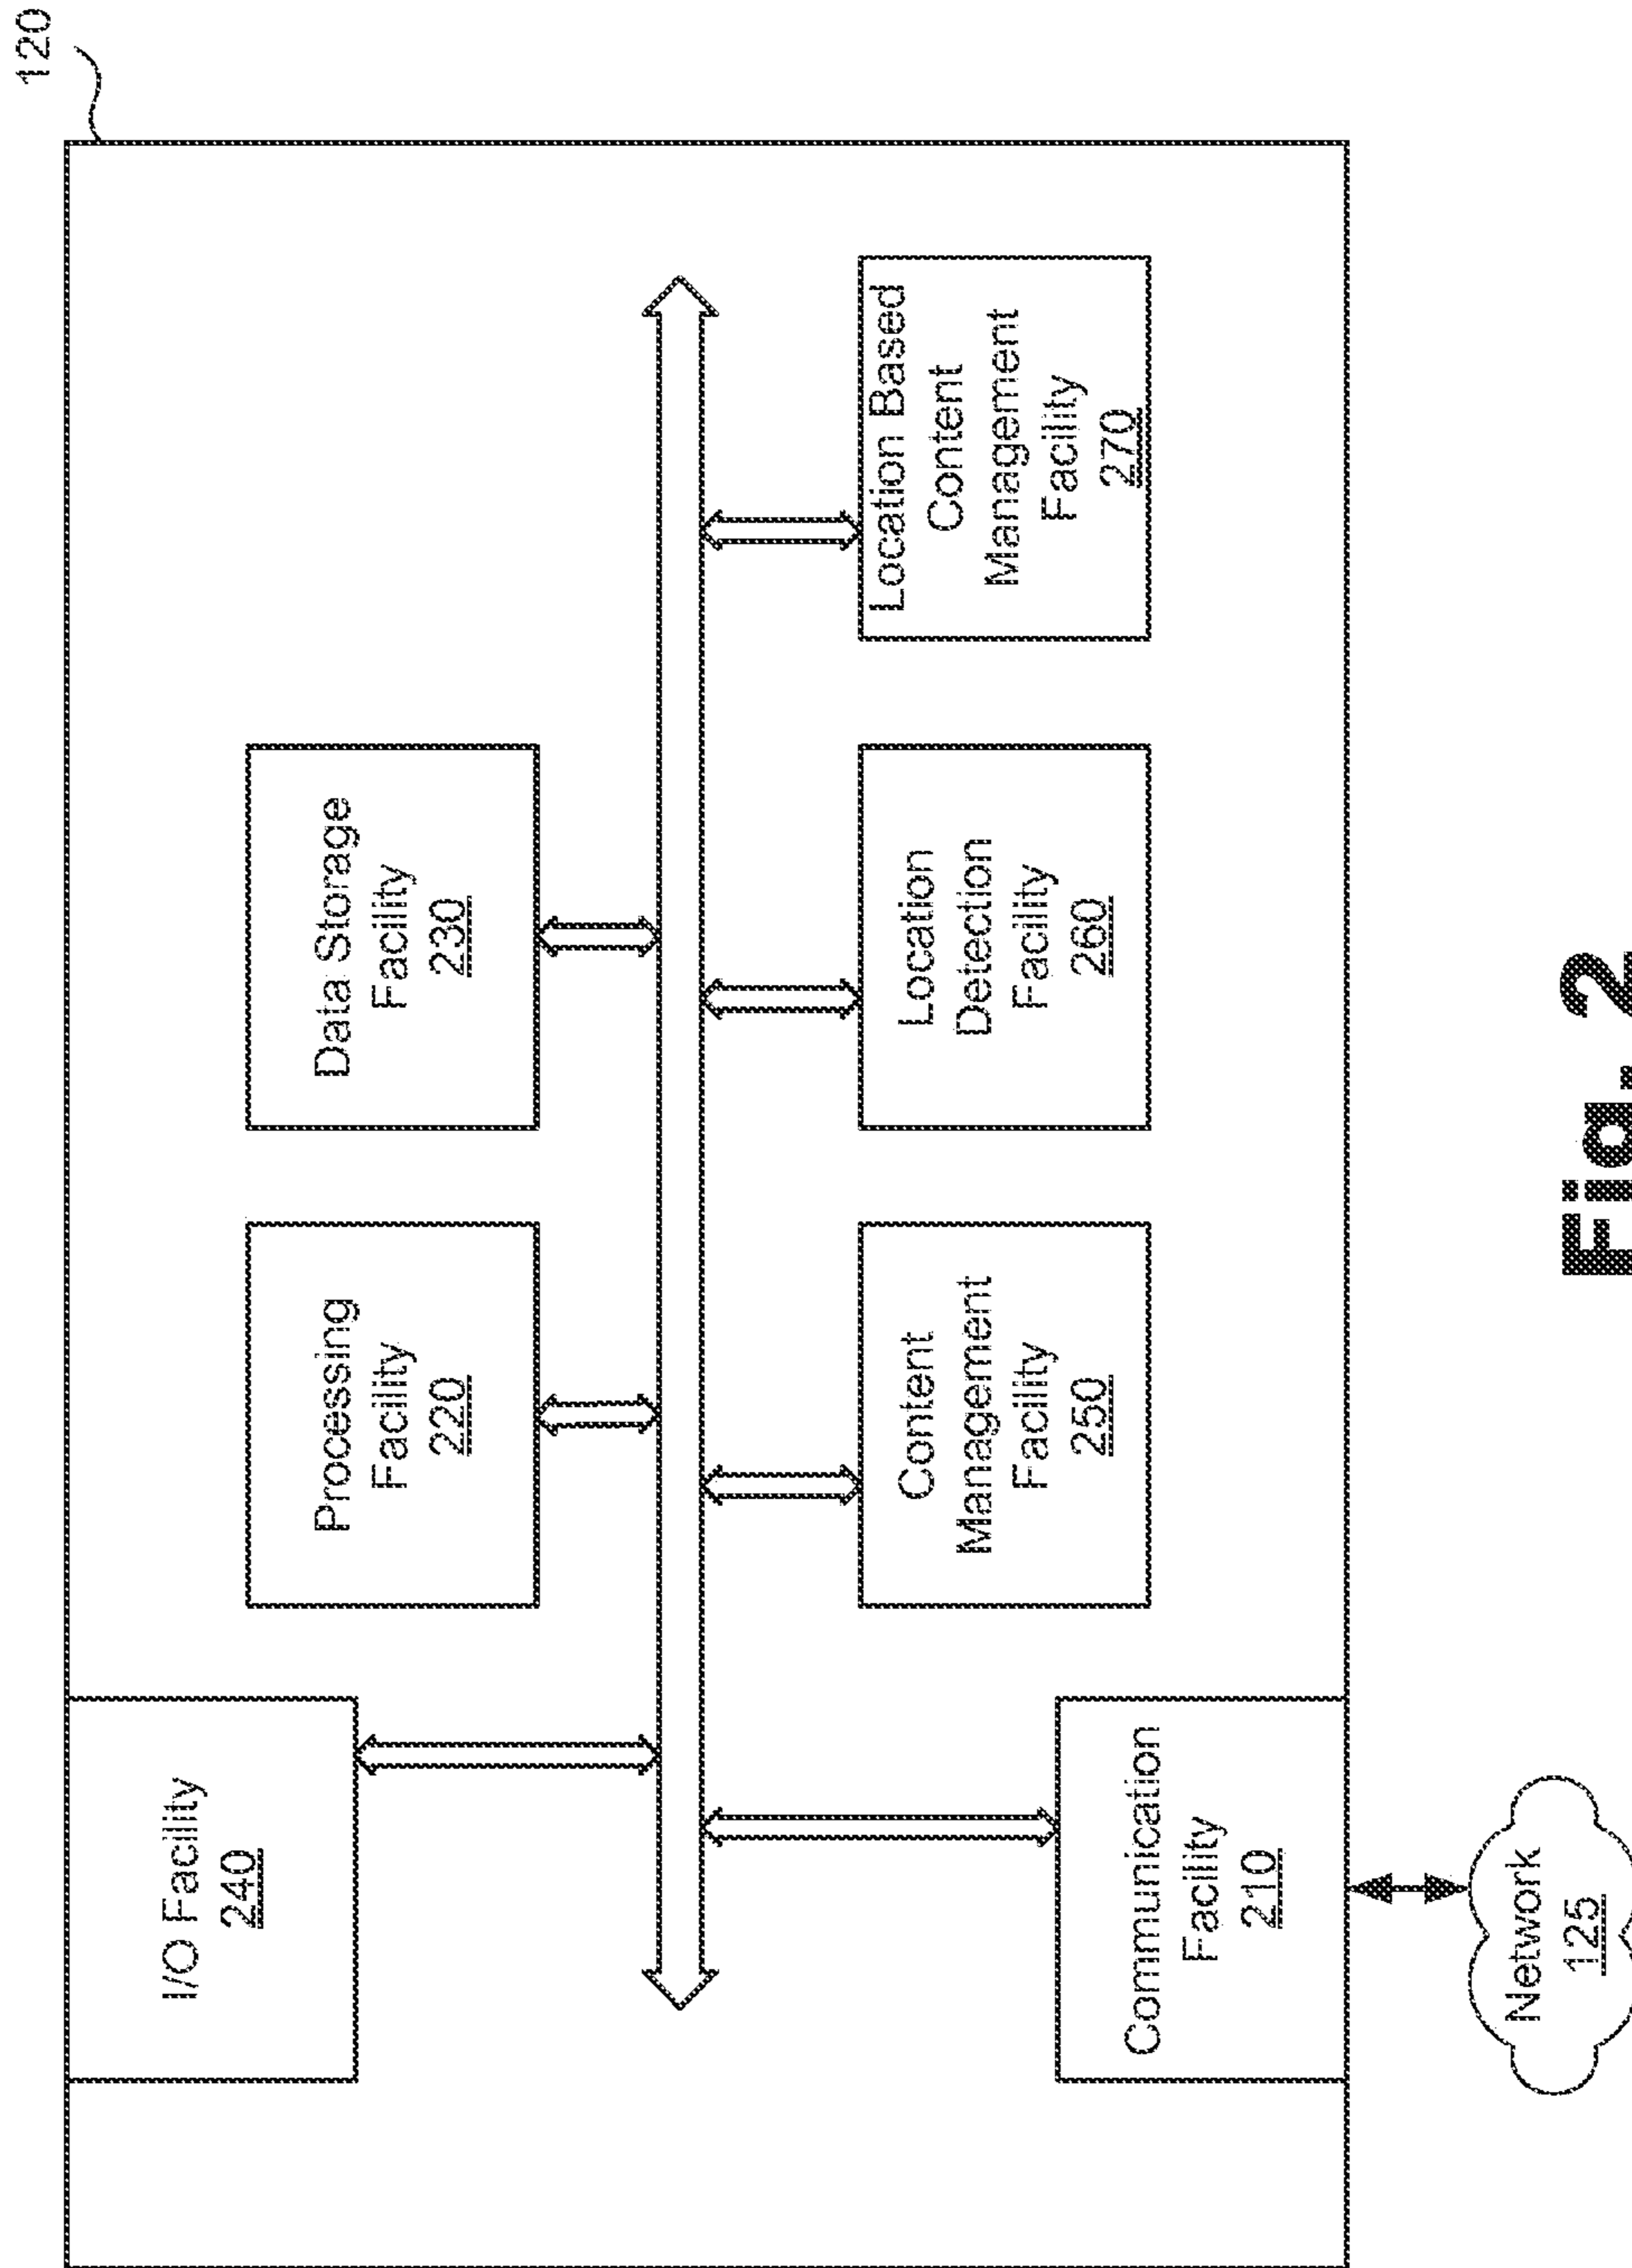 120
I/O Facility
240
Processing
Facility
220
Data Storage
Facility
230
Communication
Facility
210
Content
Management
Facility
250
Location
Detection
Facility
260
Location Based
Content
Management
Facility
270
Network
125
Fig. 2